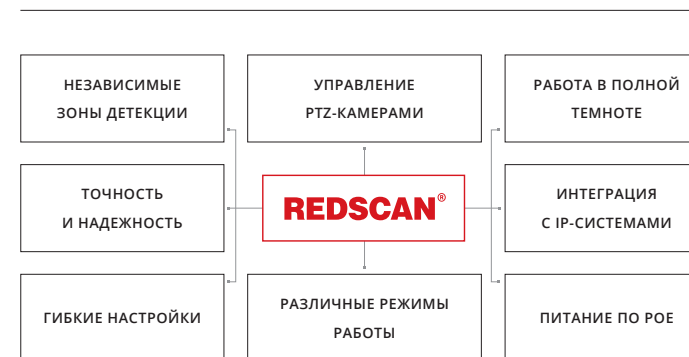 НЕЗАВИСИМЫЕ
ЗОНЫ ДЕТЕКЦИИ
УПРАВЛЕНИЕ
PTZ-КАМЕРАМИ
РАБОТА В ПОЛНОЙ
ТЕМНОТЕ
ТОЧНОСТЬ
И НАДЕЖНОСТЬ
REDSCAN®
ИНТЕГРАЦИЯ
С IP-СИСТЕМАМИ
ГИБКИЕ НАСТРОЙКИ
РАЗЛИЧНЫЕ РЕЖИМЫ
РАБОТЫ
ПИТАНИЕ ПО POE